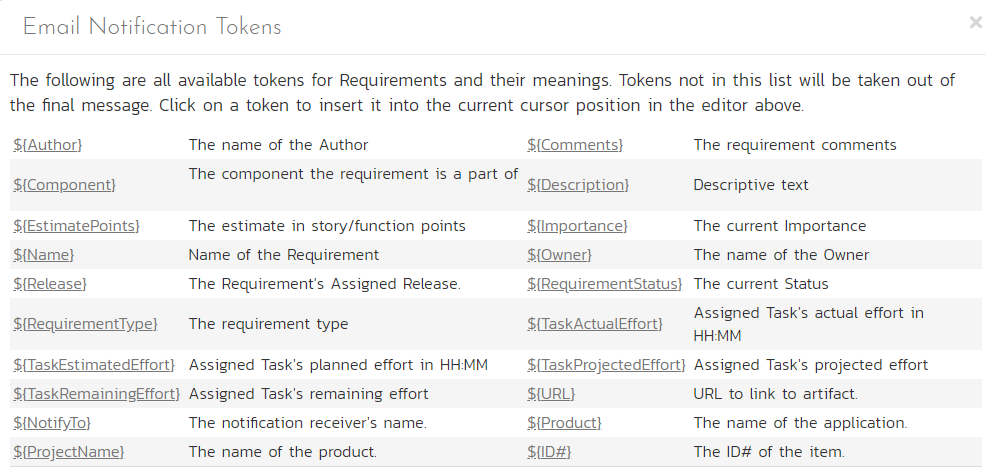 Email Notification Tokens
×
The following are all available tokens for Requirements and their meanings. Tokens not in this list will be taken out of
the final message. Click on a token to insert it into the current cursor position in the editor above.
${Author} The name of the Author ${Comments} The requirement comments
${Component} The component the requirement is a part of ${Description} Descriptive text
${EstimatePoints} The estimate in story/function points ${Importance} The current Importance
${Name} Name of the Requirement ${Owner} The name of the Owner
${Release} The Requirement's Assigned Release. ${RequirementStatus} The current Status
${RequirementType} The requirement type ${TaskActualEffort} Assigned Task's actual effort in
HH:MM
${TaskEstimatedEffort} Assigned Task's planned effort in HH:MM ${TaskProjectedEffort} Assigned Task's projected effort
${TaskRemainingEffort} Assigned Task's remaining effort ${URL} URL to link to artifact.
${NotifyTo} The notification receiver's name. ${Product} The name of the application.
${ProjectName} The name of the product. ${ID#} The ID# of the item.